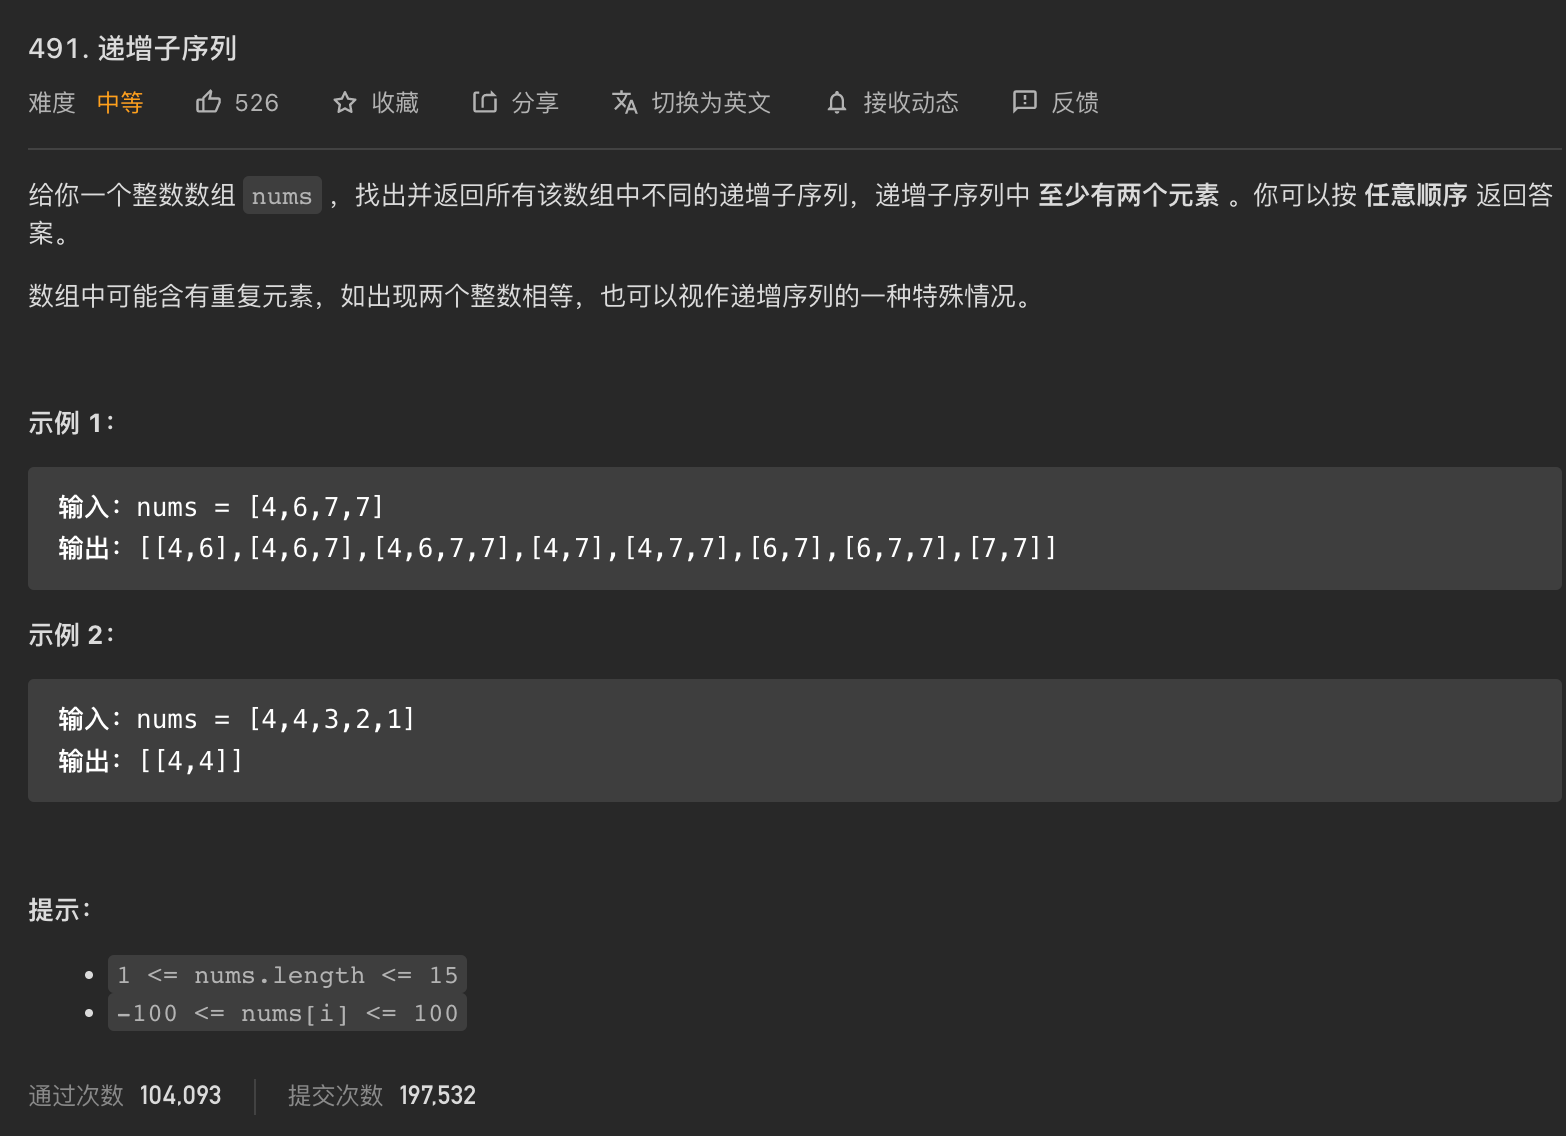 491. 递增子序列
难度 中等 526 收藏 分享 切换为英文 接收动态 反馈
给你一个整数数组 nums ，找出并返回所有该数组中不同的递增子序列，递增子序列中 至少有两个元素 。你可以按 任意顺序 返回答
案。
数组中可能含有重复元素，如出现两个整数相等，也可以视作递增序列的一种特殊情况。
示例 1：
输入：nums = [4,6,7,7]
输出：[[4,6],[4,6,7],[4,6,7,7],[4,7],[4,7,7],[6,7],[6,7,7],[7,7]]
示例 2：
输入：nums = [4,4,3,2,1]
输出：[[4,4]]
提示：
• 1 <= nums.length <= 15
• -100 <= nums[i] <= 100
通过次数 104,093 提交次数 197,532